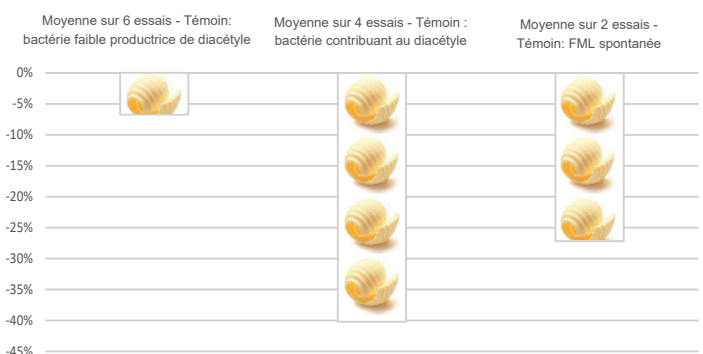 Moyenne sur 6 essais - Témoin:
bactérie faible productrice de diacétyle
Moyenne sur 4 essais - Témoin :
bactérie contribuant au diacétyle
Moyenne sur 2 essais -
Témoin: FML spontanée
0%
-5%
-10%
-15%
-20%
-25%
-30%
-35%
-40%
-45%